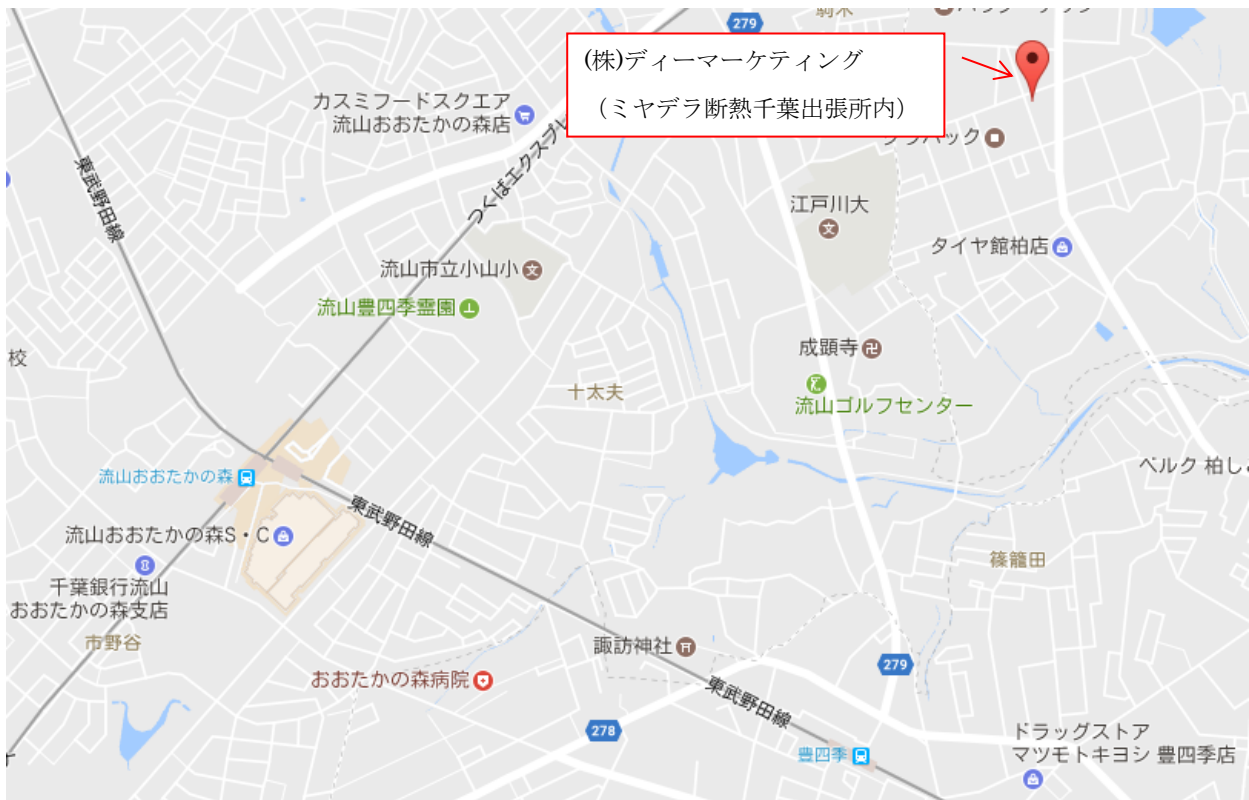 279
(株)ディーマーケティング
（ミヤデラ断熱千葉出張所内）
カスミフードスクエア
流山おおたかの森店
東武野田線
つくばエクスプレ
江戸川大
タイヤ館柏店
流山市立小山小
流山豊四季霊園
成顕寺
校
十太夫
流山ゴルフセンター
ベルク 柏し
流山おおたかの森
東武野田線
流山おおたかの森S・C
篠籠田
千葉銀行流山
おおたかの森支店
市野谷
諏訪神社
279
おおたかの森病院
東武野田線
278
豊四季
ドラッグストア
マツモトキヨシ 豊四季店